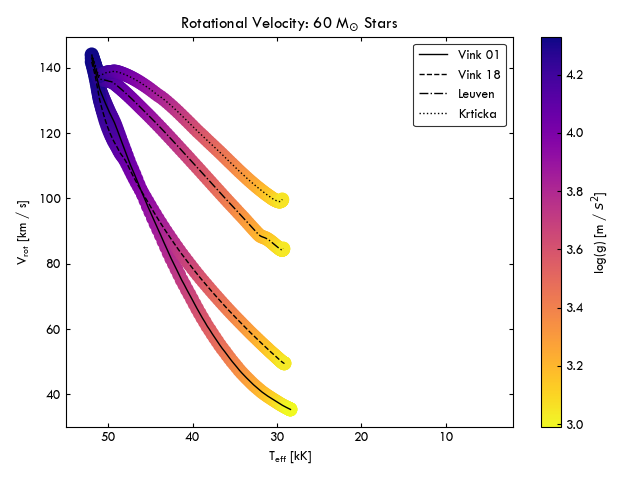 Rotational Velocity: 60 M⊙ Stars
Vink 01
Vink 18
Leuven
Krticka
140
120
100
80
60
40
V_rot [km / s]
50
40
30
20
10
T_eff [kK]
4.2
4.0
3.8
3.6
3.4
3.2
3.0
log(g) [m / s²]